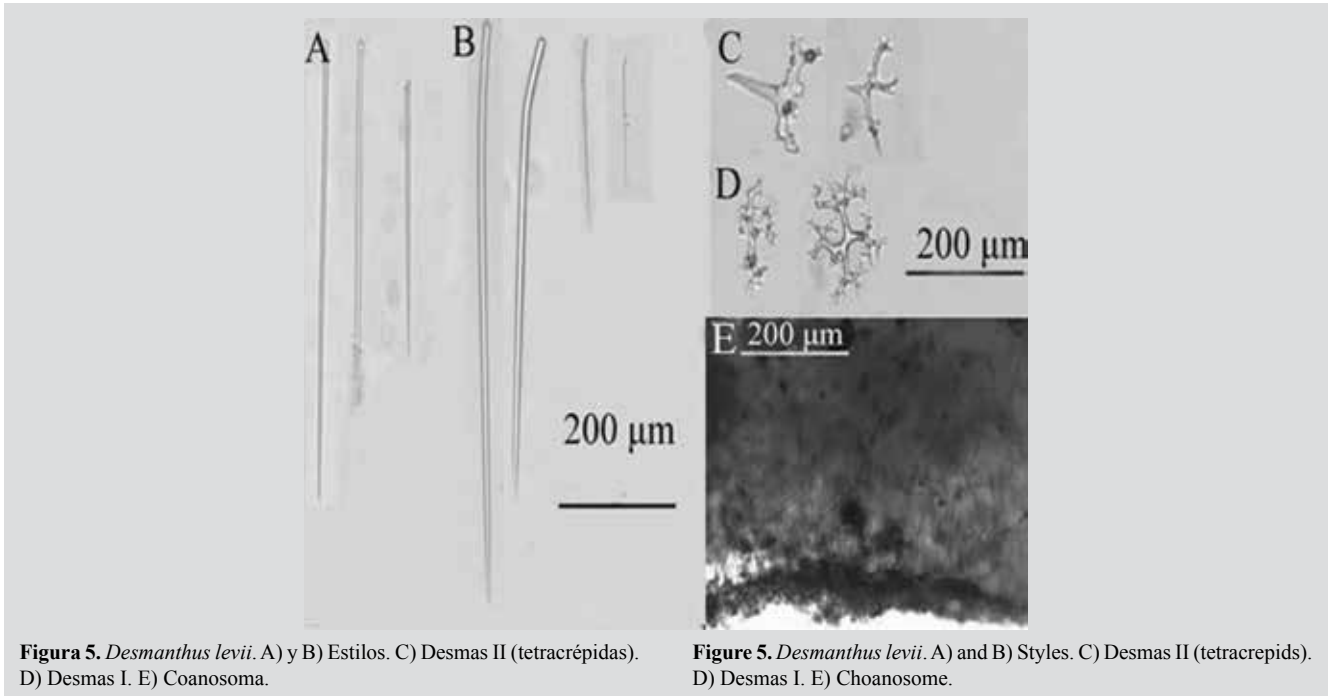 A
B
C
D
200 µm
200 µm
E 200 µm
Figura 5. Desmanthus levii. A) y B) Estilos. C) Desmas II (tetracrépidas).
D) Desmas I. E) Coanosoma.
Figure 5. Desmanthus levii. A) and B) Styles. C) Desmas II (tetracrepids).
D) Desmas I. E) Choanosome.